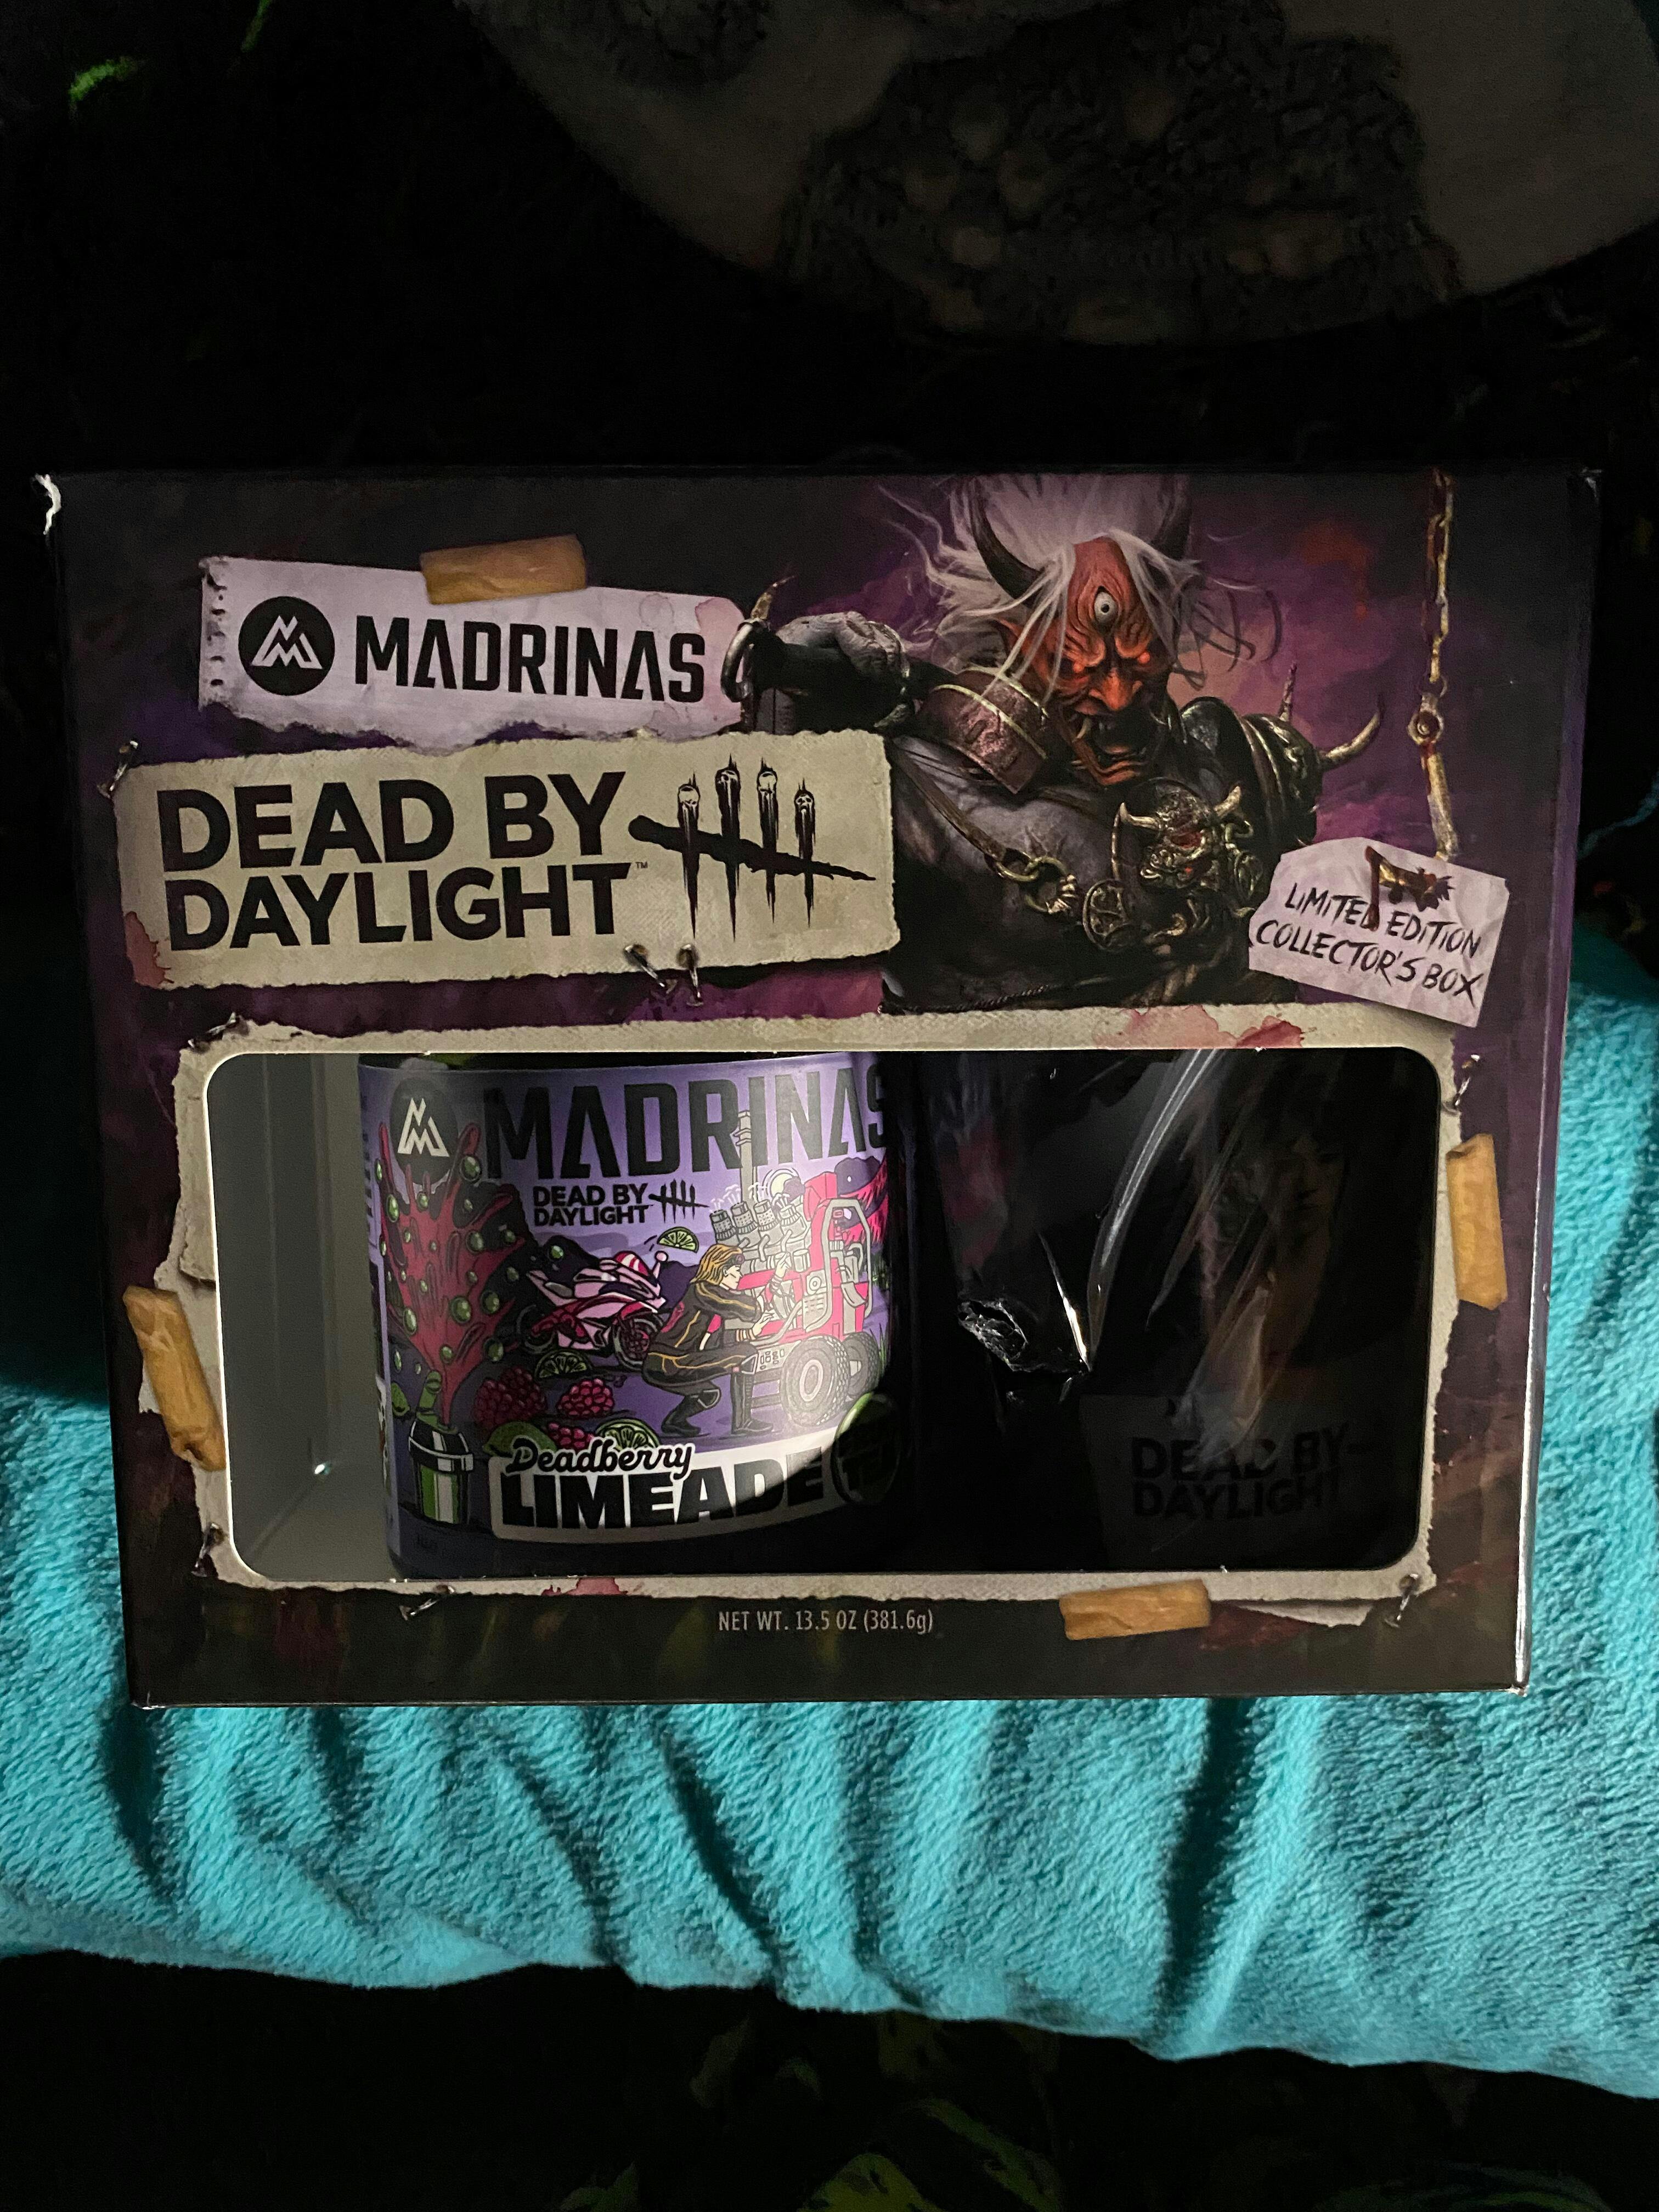 MADRINAS
DEAD BY
DAYLIGHT™
LIMITED EDITION
COLLECTOR'S BOX
MADRINAS
DEAD BY
DAYLIGHT
Deadberry
LIMEADE
DEAD BY
DAYLIGHT
NET WT. 13.5 OZ (381.6g)